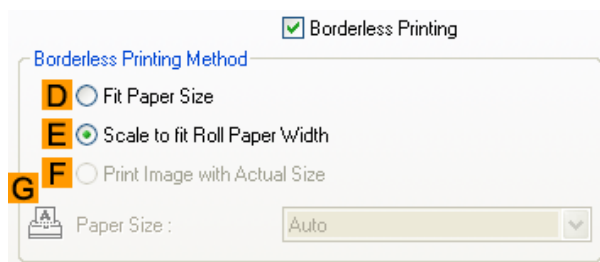 Borderless Printing
Borderless Printing Method
D Fit Paper Size
E Scale to fit Roll Paper Width
F Print Image with Actual Size
G
A Paper Size : Auto